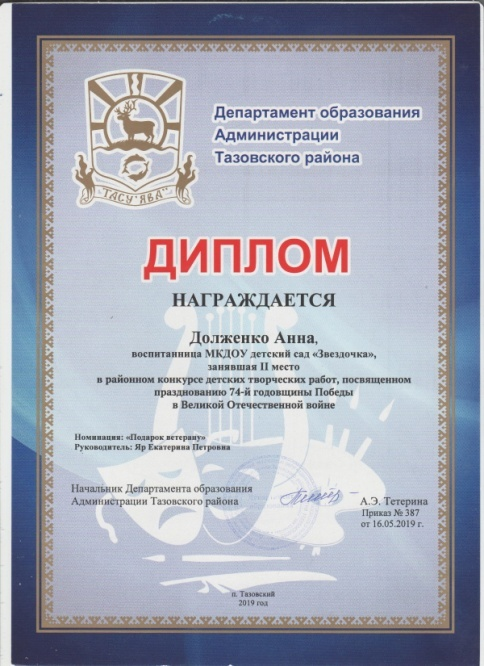 Департамент образования
Администрации
Тазовского района
ТАСУ'ЯВА
ДИПЛОМ
НАГРАЖДАЕТСЯ
Долженко Анна,
воспитанница МКДОУ детский сад «Звездочка»,
занявшая II место
в районном конкурсе детских творческих работ, посвященном
празднованию 74-й годовщины Победы
в Великой Отечественной войне
Номинация: «Подарок ветерану»
Руководитель: Яр Екатерина Петровна
Начальник Департамента образования
Администрации Тазовского района
А.Э. Тетерина
Приказ № 387
от 16.05.2019 г.
п. Тазовский
2019 год